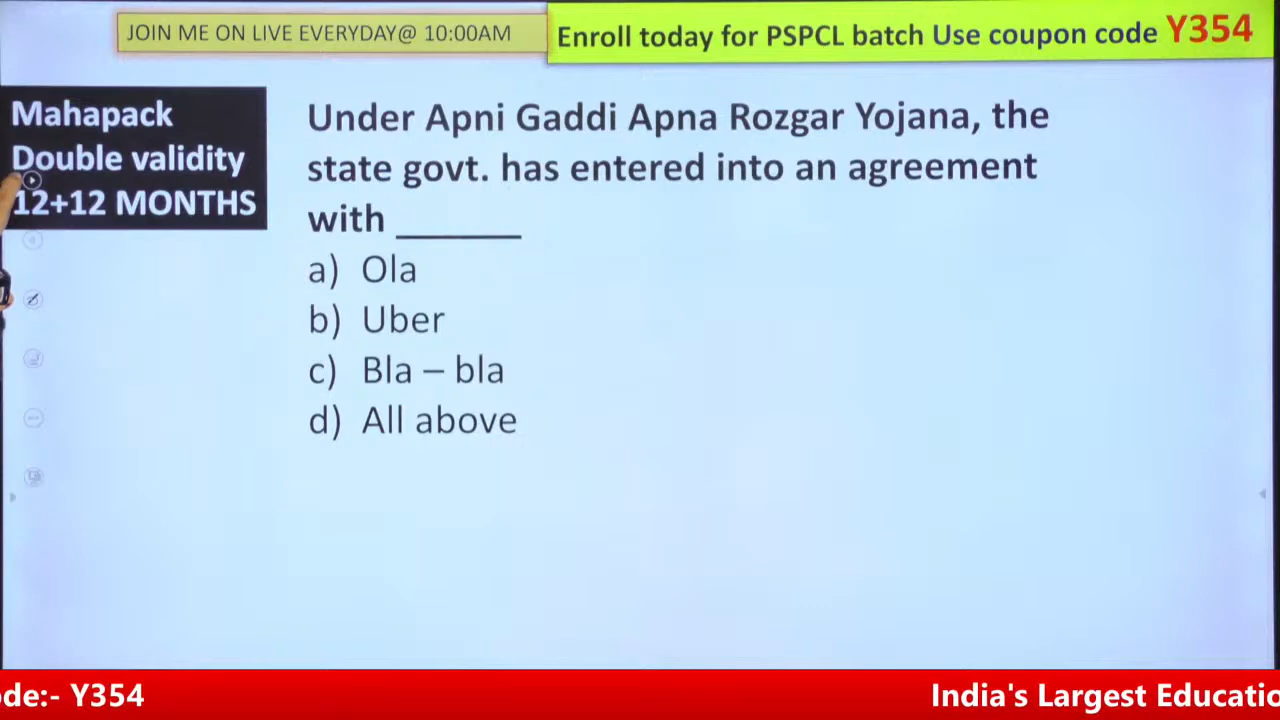 JOIN ME ON LIVE EVERYDAY@ 10:00AM
Enroll today for PSPCL batch Use coupon code Y354
Mahapack
Double validity
12+12 MONTHS
Under Apni Gaddi Apna Rozgar Yojana, the
state govt. has entered into an agreement
with ______
a) Ola
b) Uber
c) Bla – bla
d) All above
ode:- Y354
India's Largest Educatio